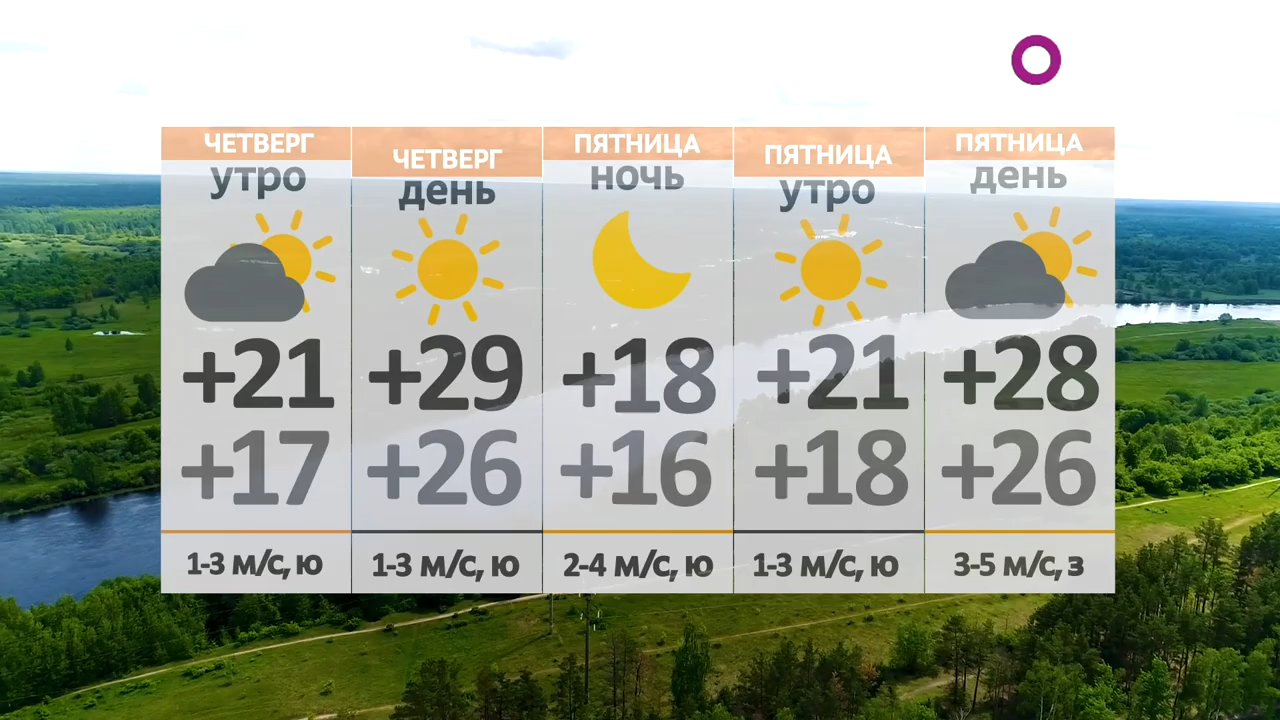 ЧЕТВЕРГ
утро
+21
+17
1-3 м/с, ю
ЧЕТВЕРГ
день
+29
+26
1-3 м/с, ю
ПЯТНИЦА
ночь
+18
+16
2-4 м/с, ю
ПЯТНИЦА
утро
+21
+18
1-3 м/с, ю
ПЯТНИЦА
день
+28
+26
3-5 м/с, з